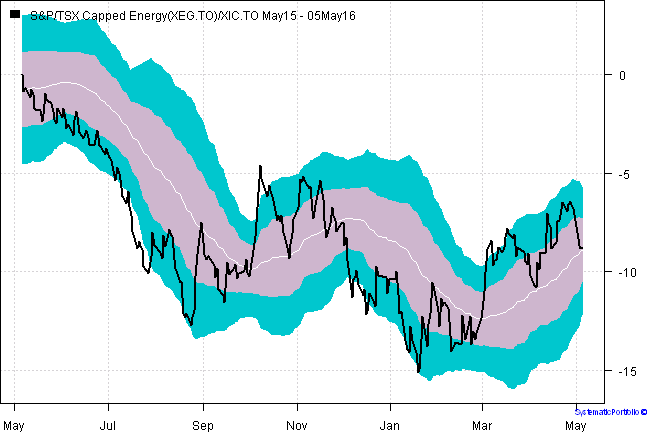 S&P/TSX Capped Energy(XEG.TO)/XIC.TO May15 - 05May16
0
-5
-10
-15
SystematicPortfolio ©
May Jul Sep Nov Jan Mar May